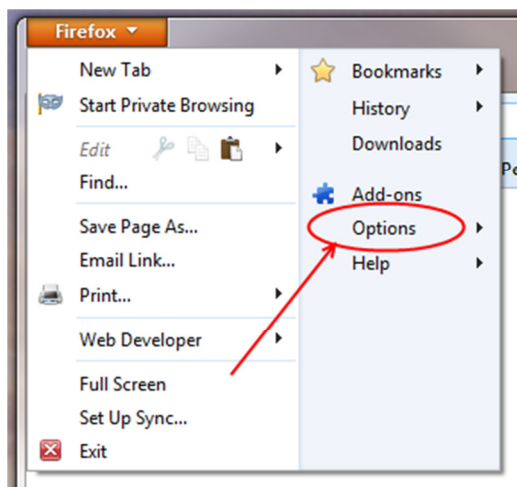 Firefox
New Tab
Start Private Browsing
Edit
Find...
Save Page As...
Email Link...
Print...
Web Developer
Full Screen
Set Up Sync...
Exit
Bookmarks
History
Downloads
Add-ons
Options
Help
Pe